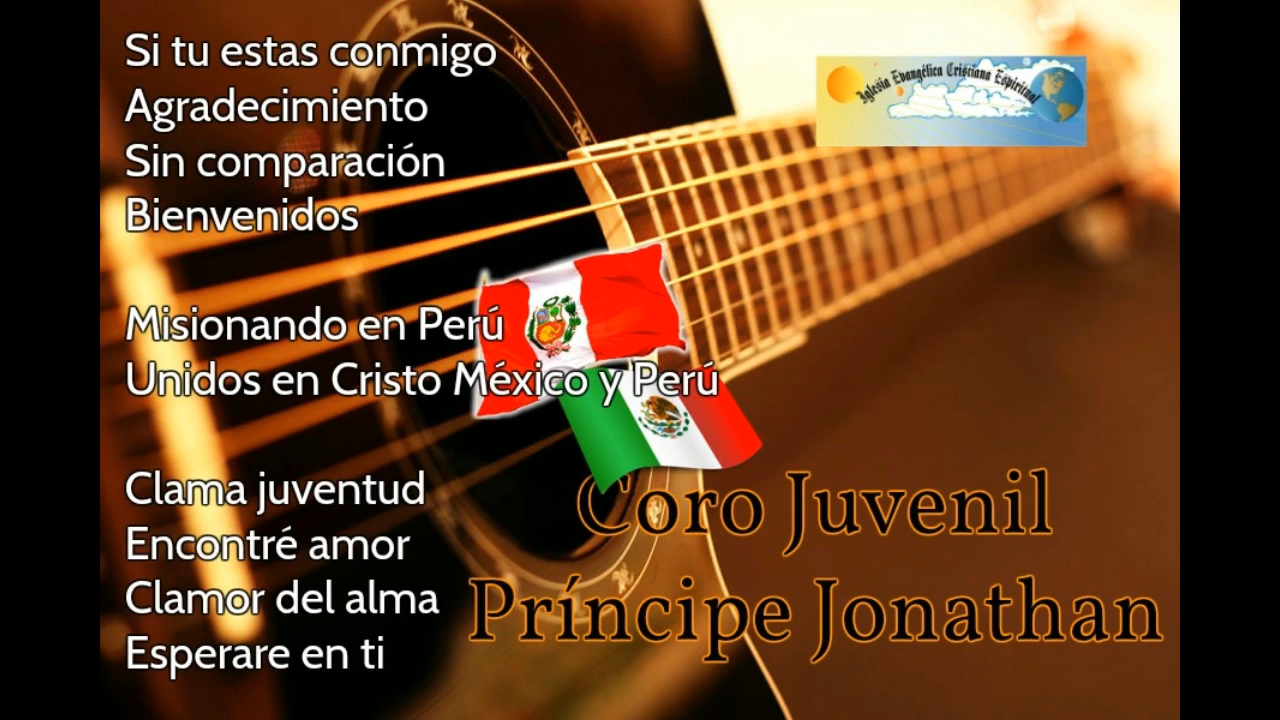 Si tu estas conmigo
Agradecimiento
Sin comparación
Bienvenidos
Misionando en Perú
Unidos en Cristo México y Perú
Clama juventud
Encontré amor
Clamor del alma
Esperare en ti
Iglesia Evangélica Cristiana Espiritual
Coro Juvenil
Príncipe Jonathan